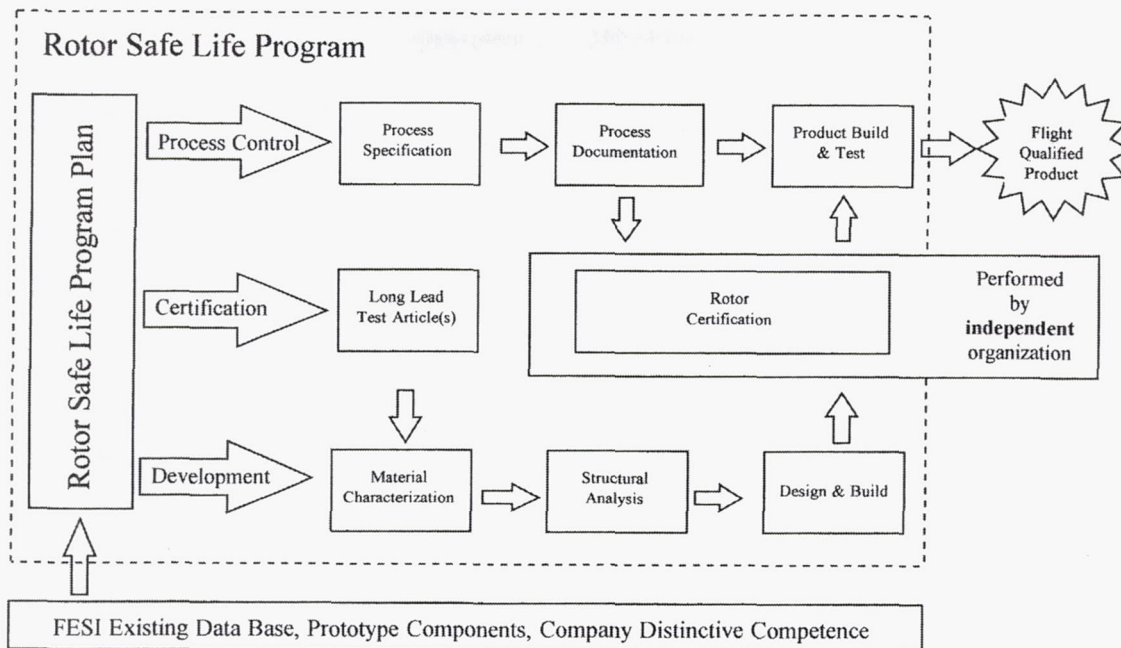 Rotor Safe Life Program
Rotor Safe Life Program Plan
Process Control
Process
Specification
Process
Documentation
Product Build
& Test
Flight
Qualified
Product
Certification
Long Lead
Test Article(s)
Rotor
Certification
Performed
by
independent
organization
Development
Material
Characterization
Structural
Analysis
Design & Build
FESI Existing Data Base, Prototype Components, Company Distinctive Competence